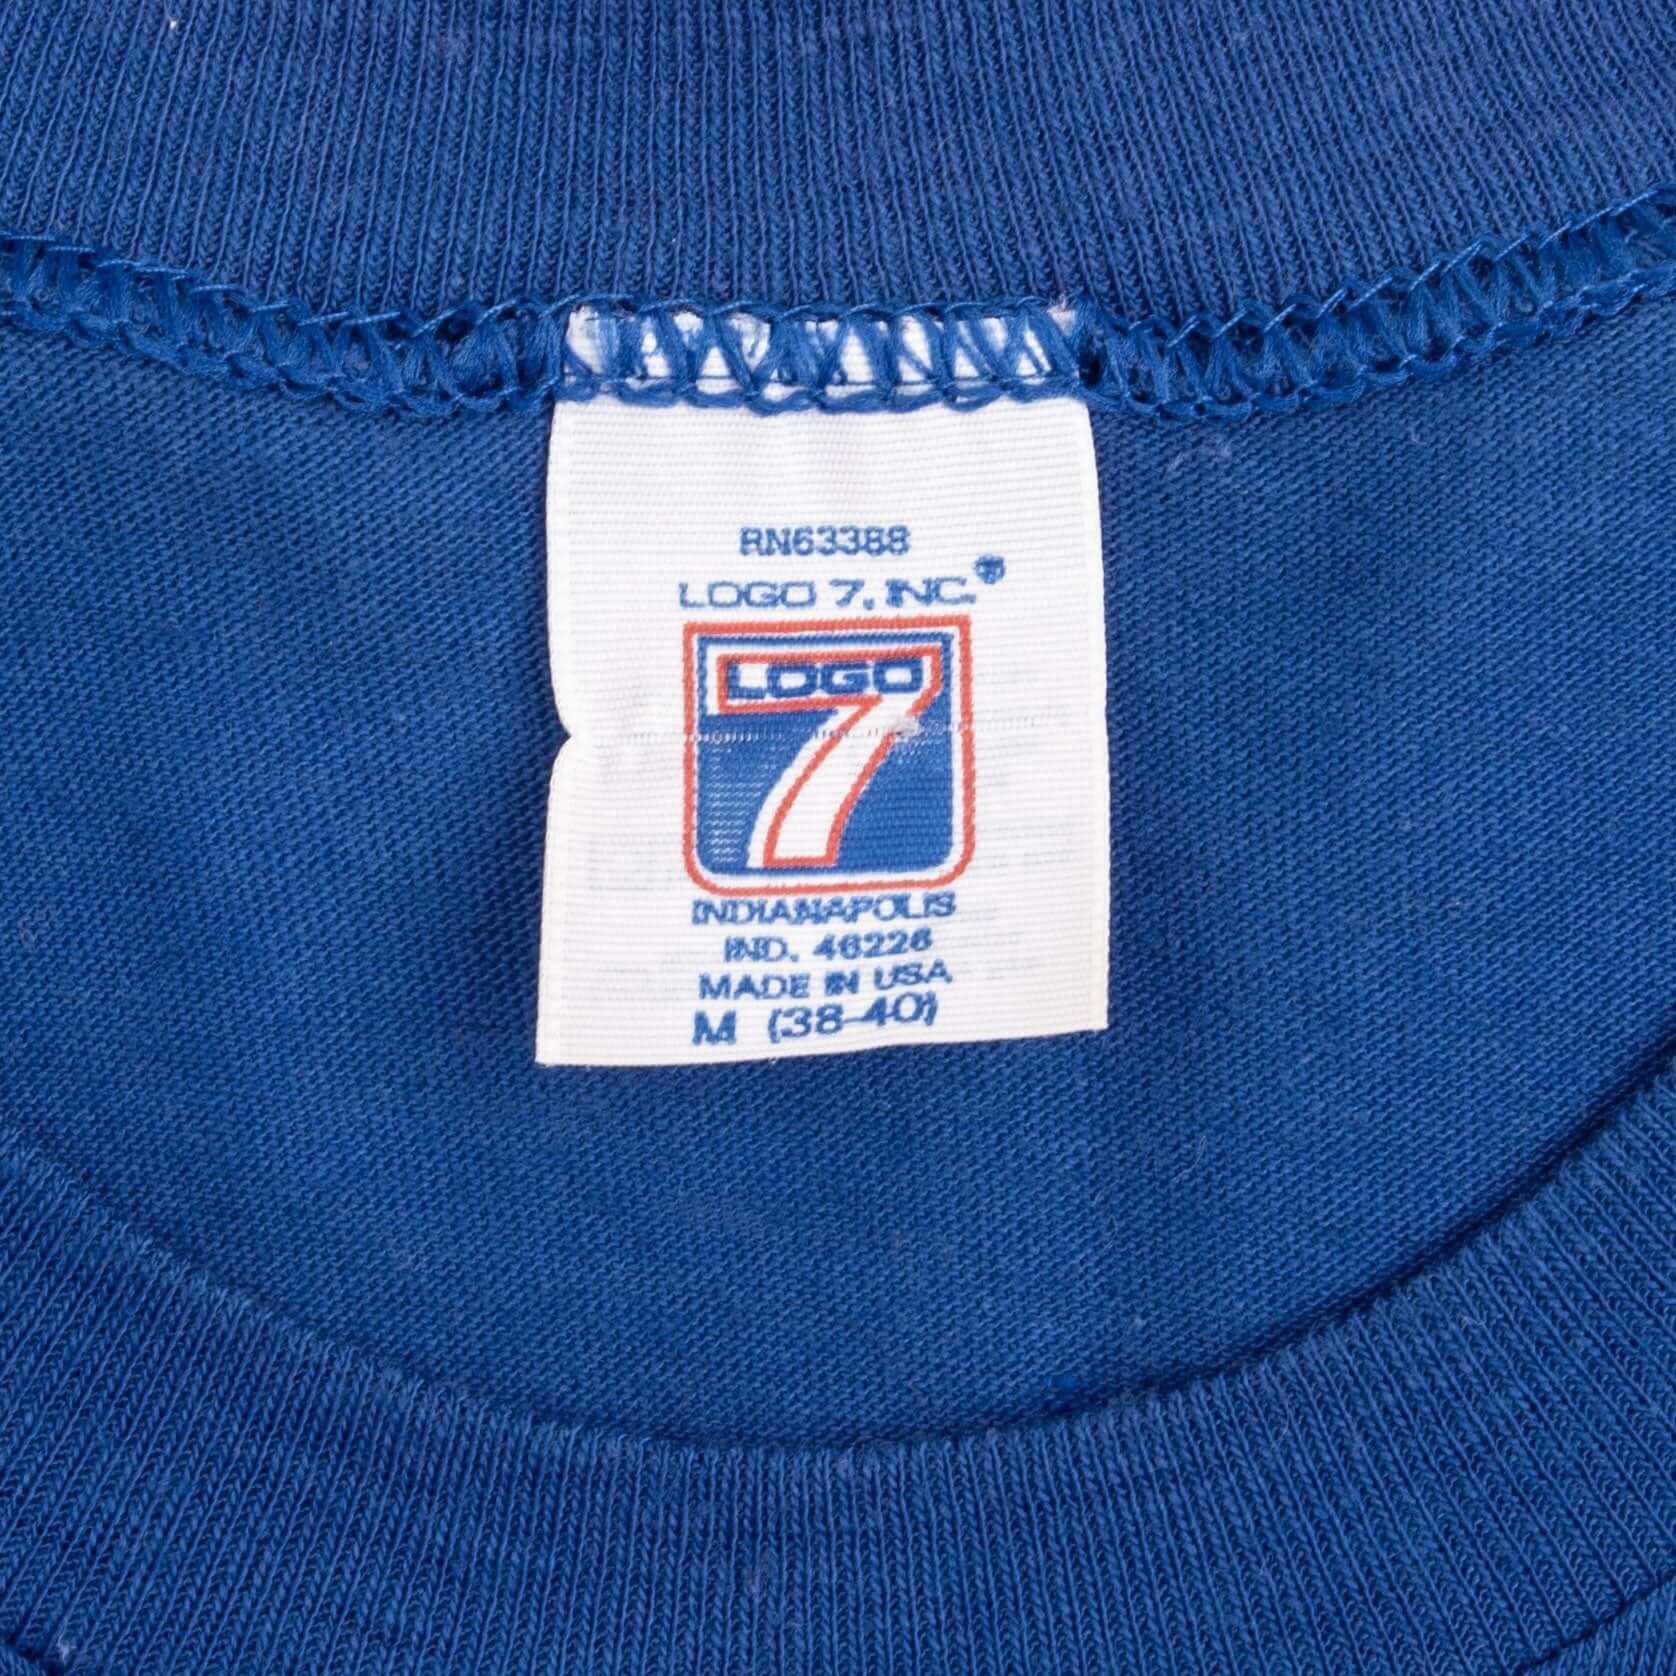 RN63388
LOGO 7, INC.®
LOGO
7
INDIANAPOLIS
IND. 46226
MADE IN USA
M (38-40)